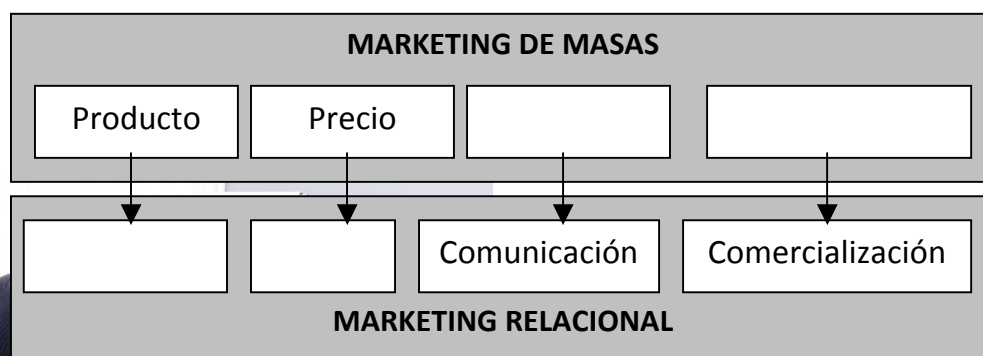 MARKETING DE MASAS
Producto Precio
Comunicación Comercialización
MARKETING RELACIONAL